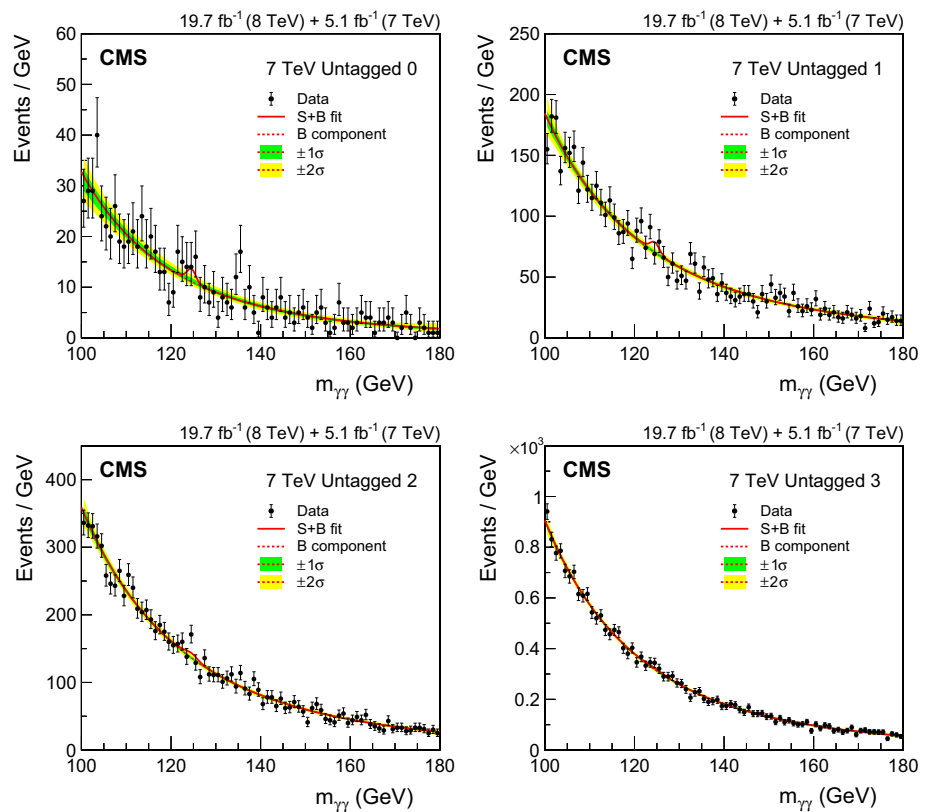 19.7 fb⁻¹ (8 TeV) + 5.1 fb⁻¹ (7 TeV)
Events / GeV
60
50
40
30
20
10
0
CMS
7 TeV Untagged 0
Data
S+B fit
B component
±1σ
±2σ
100 120 140 160 180
m_γγ (GeV)
19.7 fb⁻¹ (8 TeV) + 5.1 fb⁻¹ (7 TeV)
Events / GeV
250
200
150
100
50
0
CMS
7 TeV Untagged 1
Data
S+B fit
B component
±1σ
±2σ
100 120 140 160 180
m_γγ (GeV)
19.7 fb⁻¹ (8 TeV) + 5.1 fb⁻¹ (7 TeV)
Events / GeV
400
300
200
100
0
CMS
7 TeV Untagged 2
Data
S+B fit
B component
±1σ
±2σ
100 120 140 160 180
m_γγ (GeV)
19.7 fb⁻¹ (8 TeV) + 5.1 fb⁻¹ (7 TeV)
×10³
Events / GeV
1
0.8
0.6
0.4
0.2
0
CMS
7 TeV Untagged 3
Data
S+B fit
B component
±1σ
±2σ
100 120 140 160 180
m_γγ (GeV)